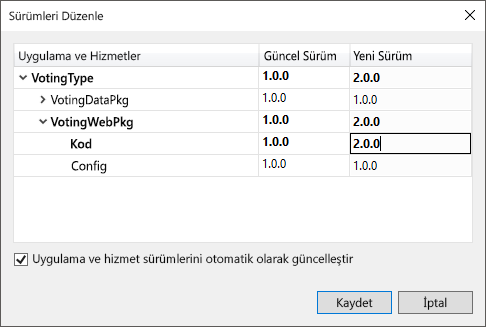 Sürümleri Düzenle
Uygulama ve Hizmetler Güncel Sürüm Yeni Sürüm
VotingType 1.0.0 2.0.0
VotingDataPkg 1.0.0 1.0.0
VotingWebPkg 1.0.0 2.0.0
Kod 1.0.0 2.0.0
Config 1.0.0 1.0.0
Uygulama ve hizmet sürümlerini otomatik olarak güncelleştir
Kaydet İptal